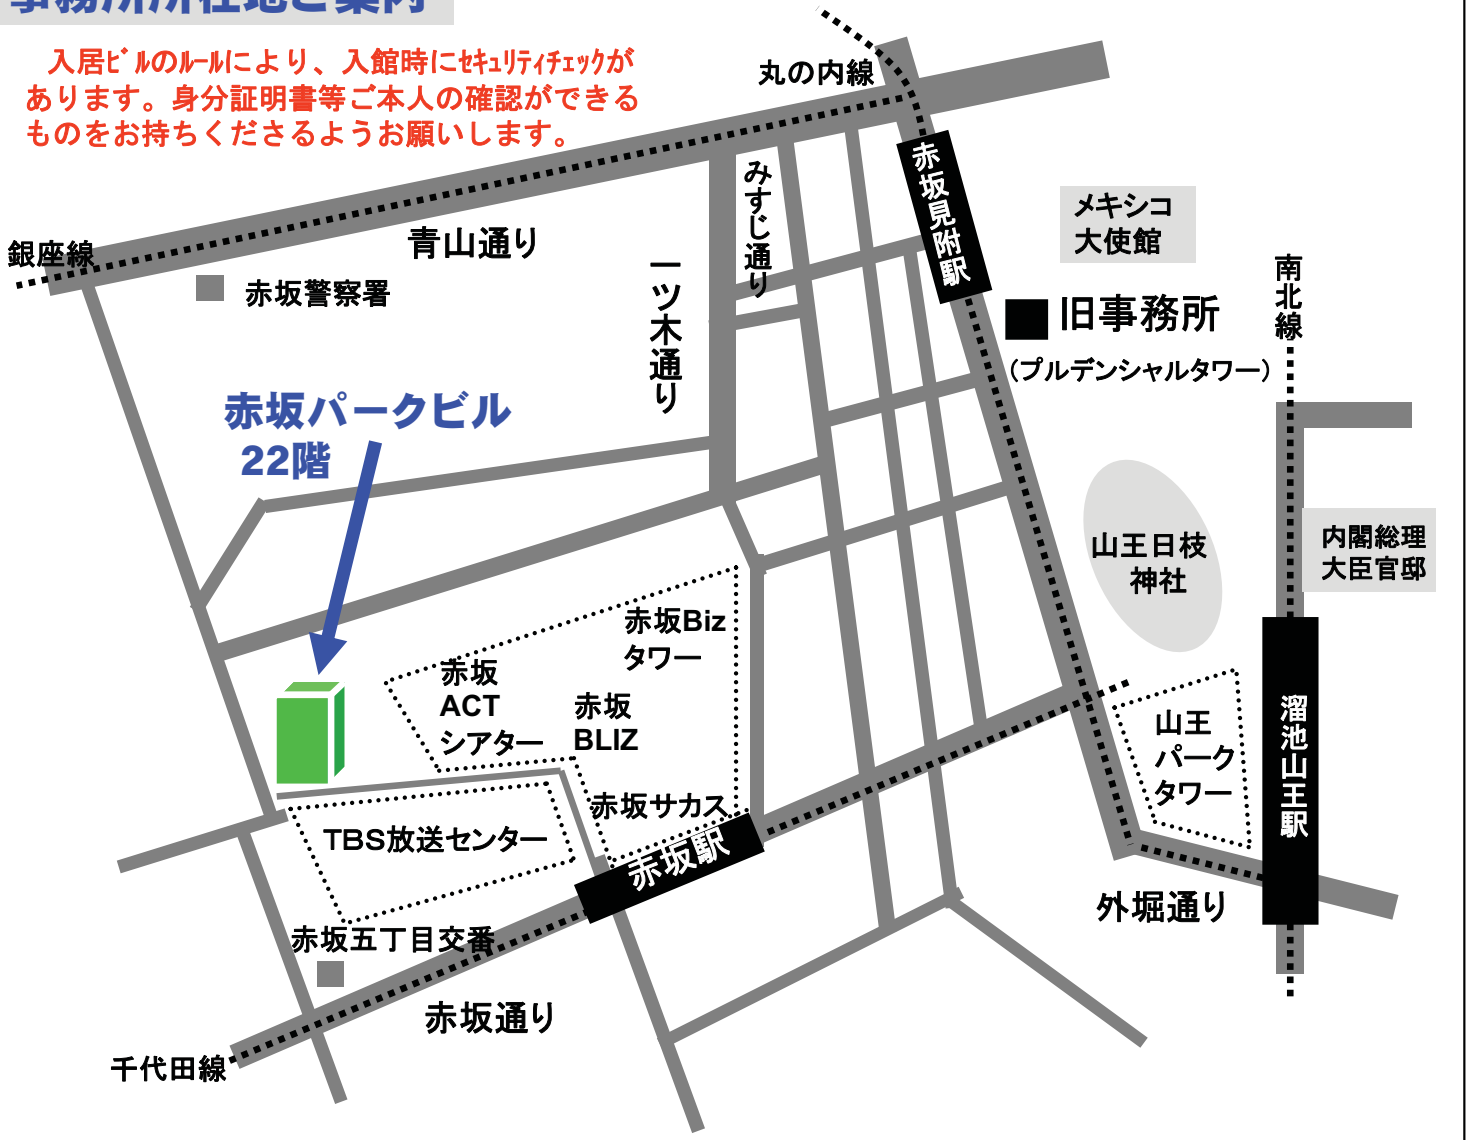 事務所所在地ご案内
入居ビルのルールにより、入館時にセキュリティチェックが
あります。身分証明書等ご本人の確認ができる
ものをお持ちくださるようお願いします。
丸の内線
銀座線
青山通り
赤坂警察署
一ツ木通り
みすじ通り
赤坂見附駅
メキシコ
大使館
旧事務所
(プルデンシャルタワー)
南北線
赤坂パークビル
22階
山王日枝
神社
内閣総理
大臣官邸
赤坂Biz
タワー
赤坂
ACT
シアター
赤坂
BLIZ
赤坂サカス
TBS放送センター
赤坂駅
山王
パーク
タワー
溜池山王駅
外堀通り
赤坂五丁目交番
赤坂通り
千代田線